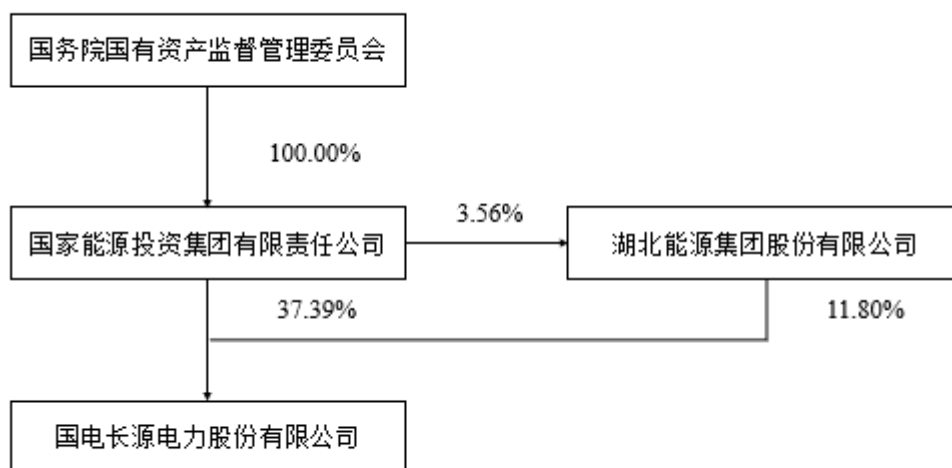 国务院国有资产监督管理委员会
100.00%
国家能源投资集团有限责任公司
3.56%
湖北能源集团股份有限公司
37.39%
11.80%
国电长源电力股份有限公司